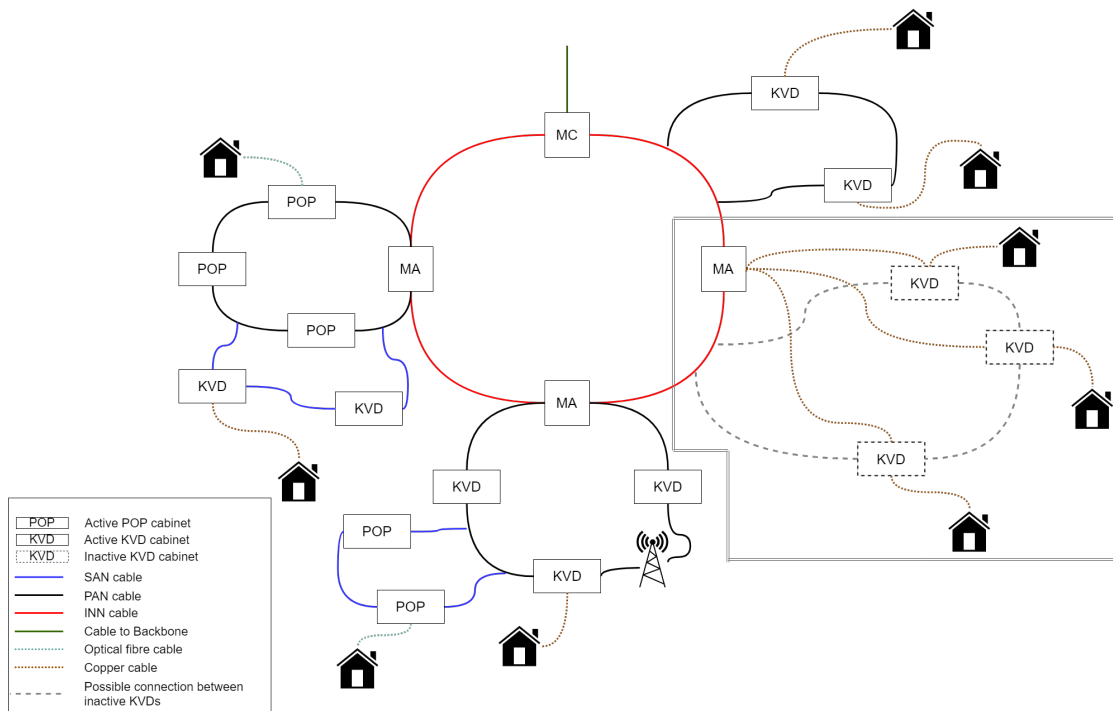 KVD
MC
POP
KVD
POP
MA
MA
KVD
POP
KVD
KVD
KVD
MA
KVD
KVD
KVD
KVD
POP
KVD
POP
POP Active POP cabinet
KVD Active KVD cabinet
KVD Inactive KVD cabinet
SAN cable
PAN cable
INN cable
Cable to Backbone
Optical fibre cable
Copper cable
Possible connection between
inactive KVDs